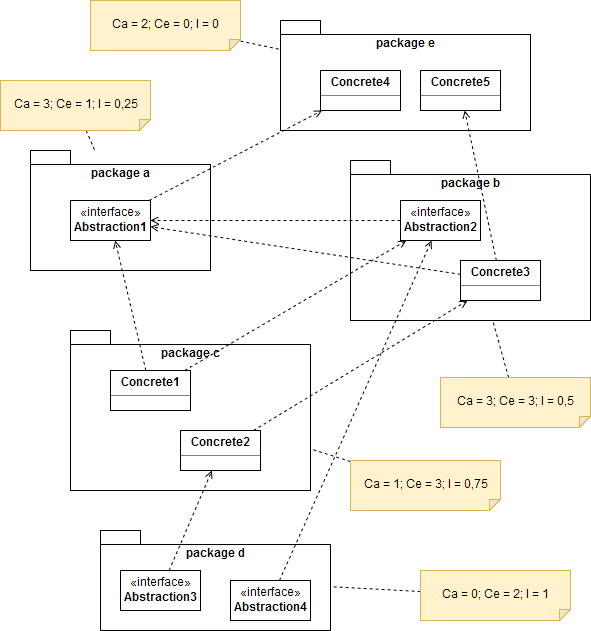 Ca = 2; Ce = 0; I = 0
package e
Concrete4
Concrete5
Ca = 3; Ce = 1; I = 0,25
package a
«interface»
Abstraction1
package b
«interface»
Abstraction2
Concrete3
package c
Concrete1
Concrete2
Ca = 3; Ce = 3; I = 0,5
Ca = 1; Ce = 3; I = 0,75
package d
«interface»
Abstraction3
«interface»
Abstraction4
Ca = 0; Ce = 2; I = 1